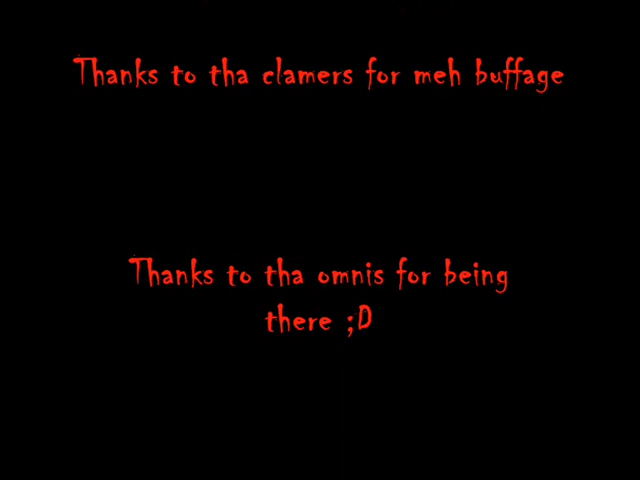 Thanks to tha clamers for meh buffage
Thanks to tha omnis for being
there ;D